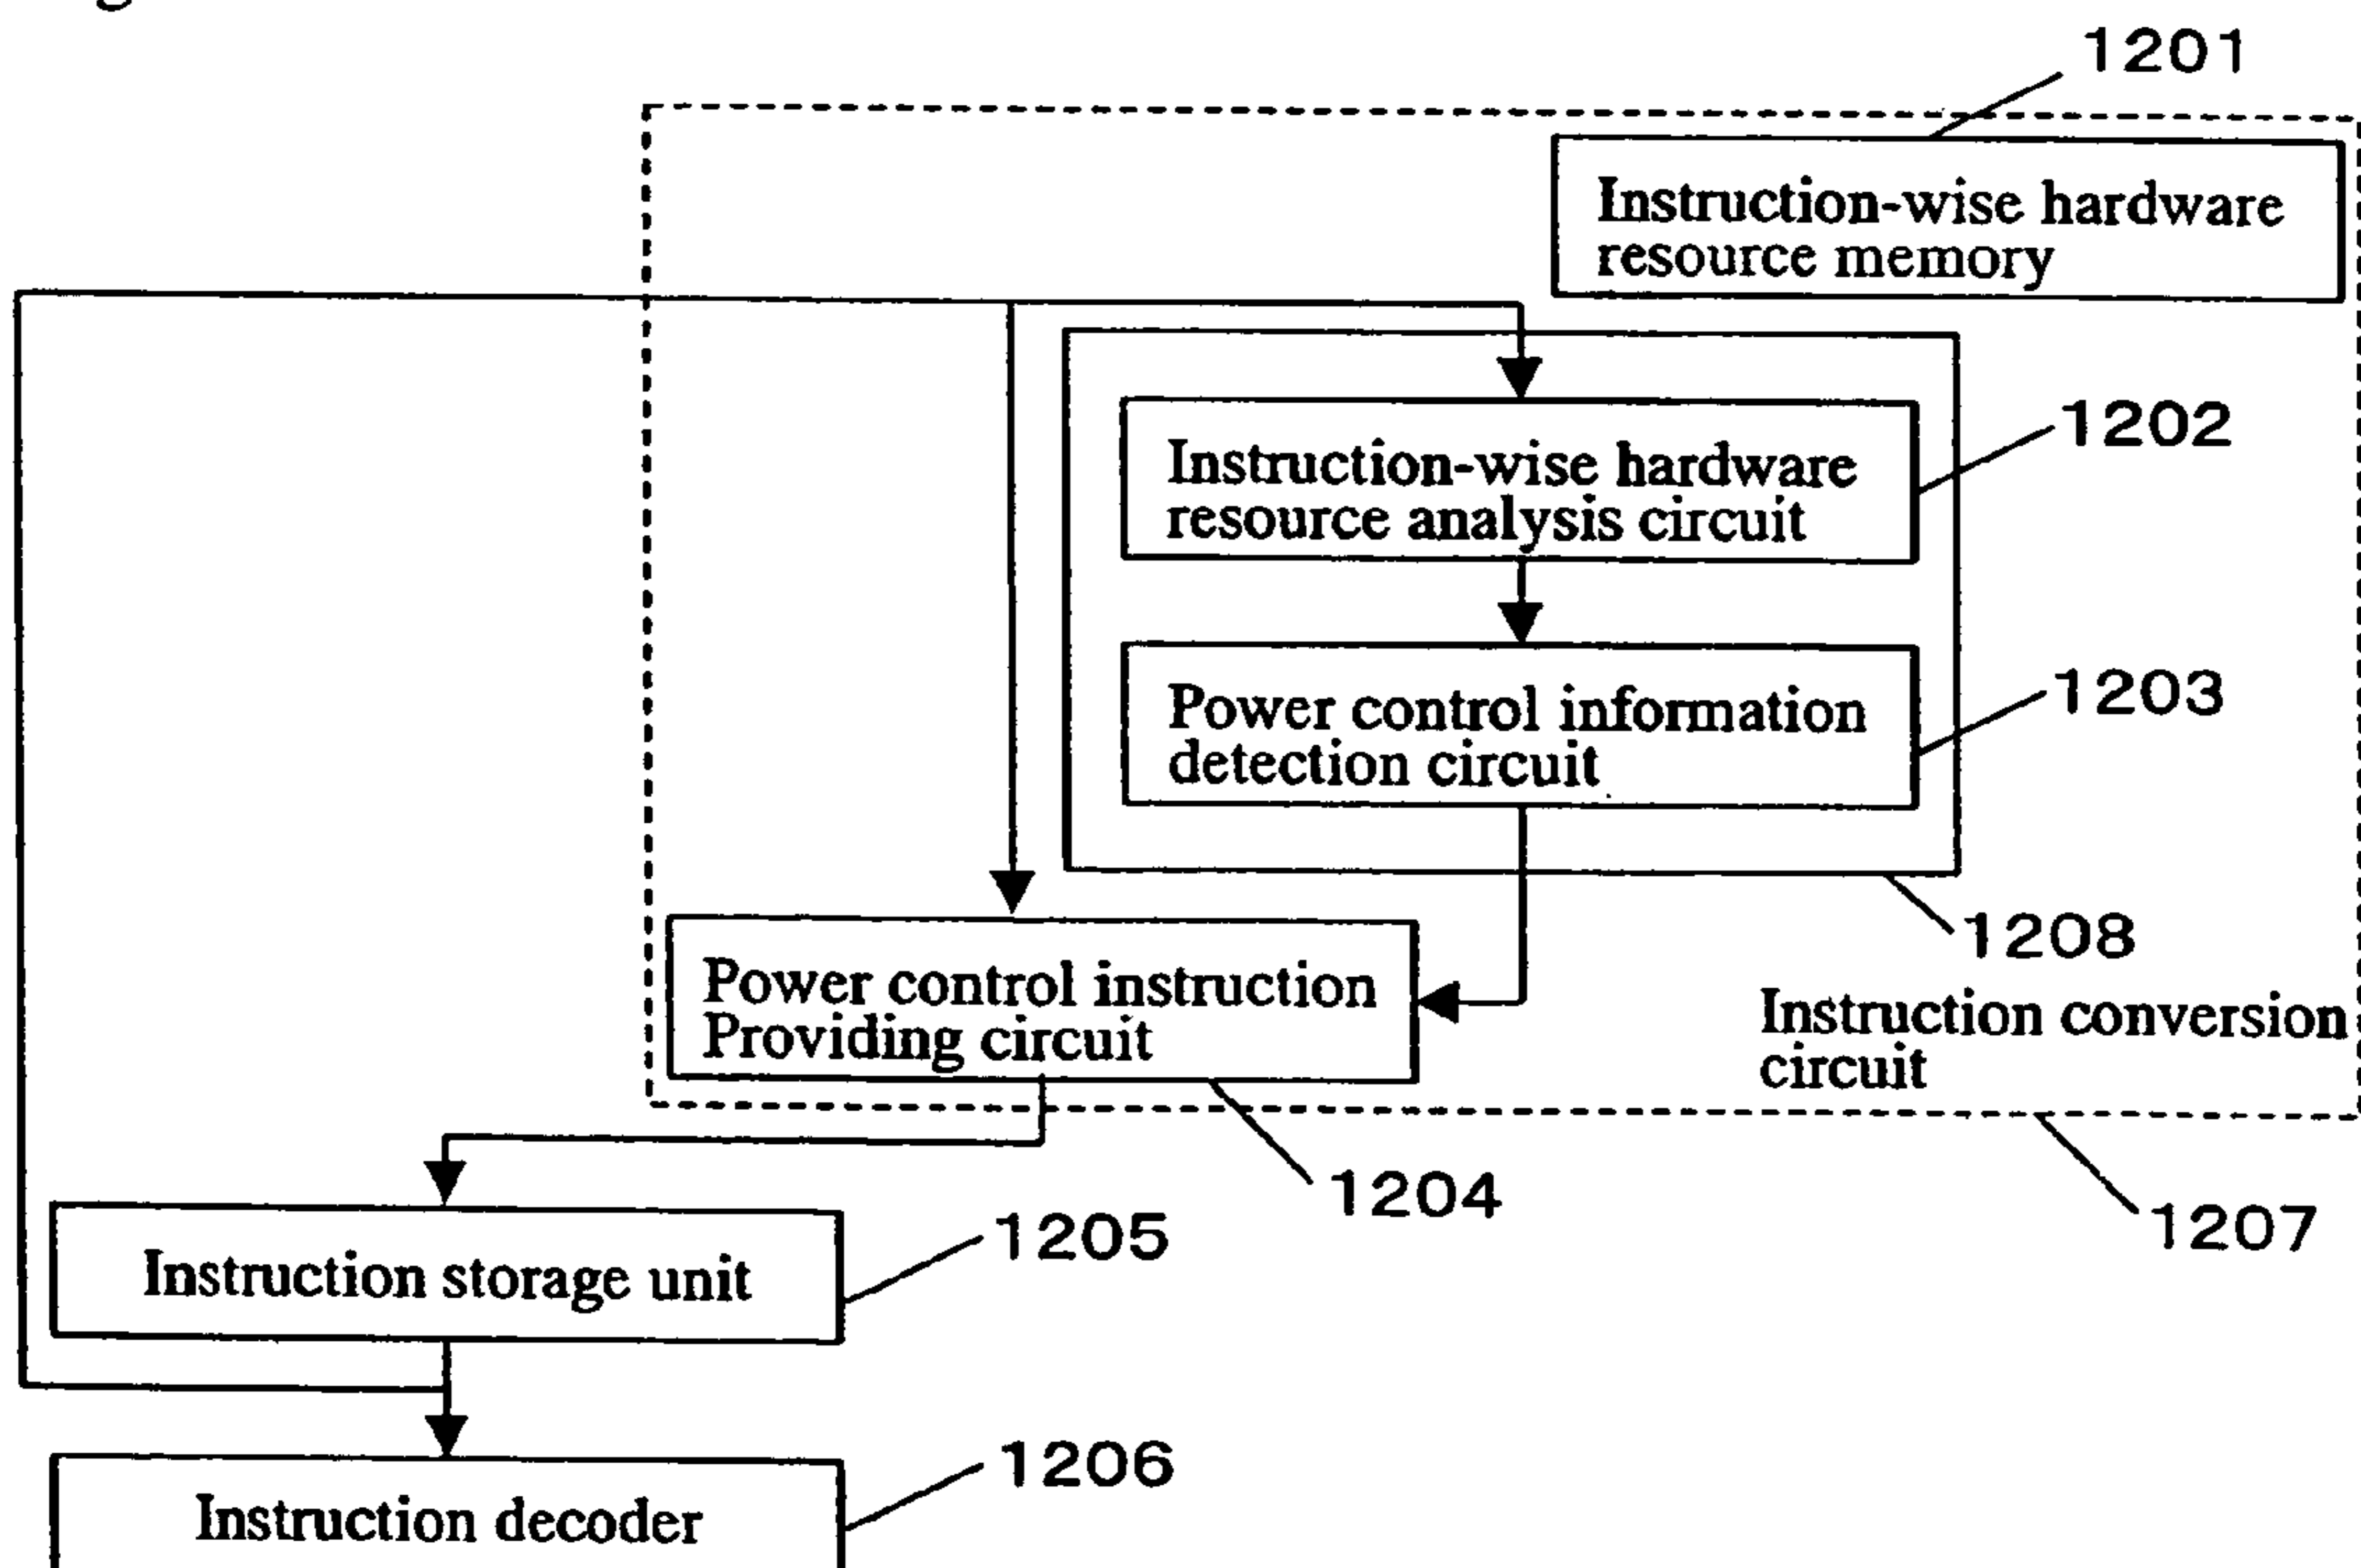 1201
Instruction-wise hardware
resource memory
1202
Instruction-wise hardware
resource analysis circuit
1203
Power control information
detection circuit
1208
Power control instruction
Providing circuit
Instruction conversion
circuit
1204
1207
1205
Instruction storage unit
1206
Instruction decoder